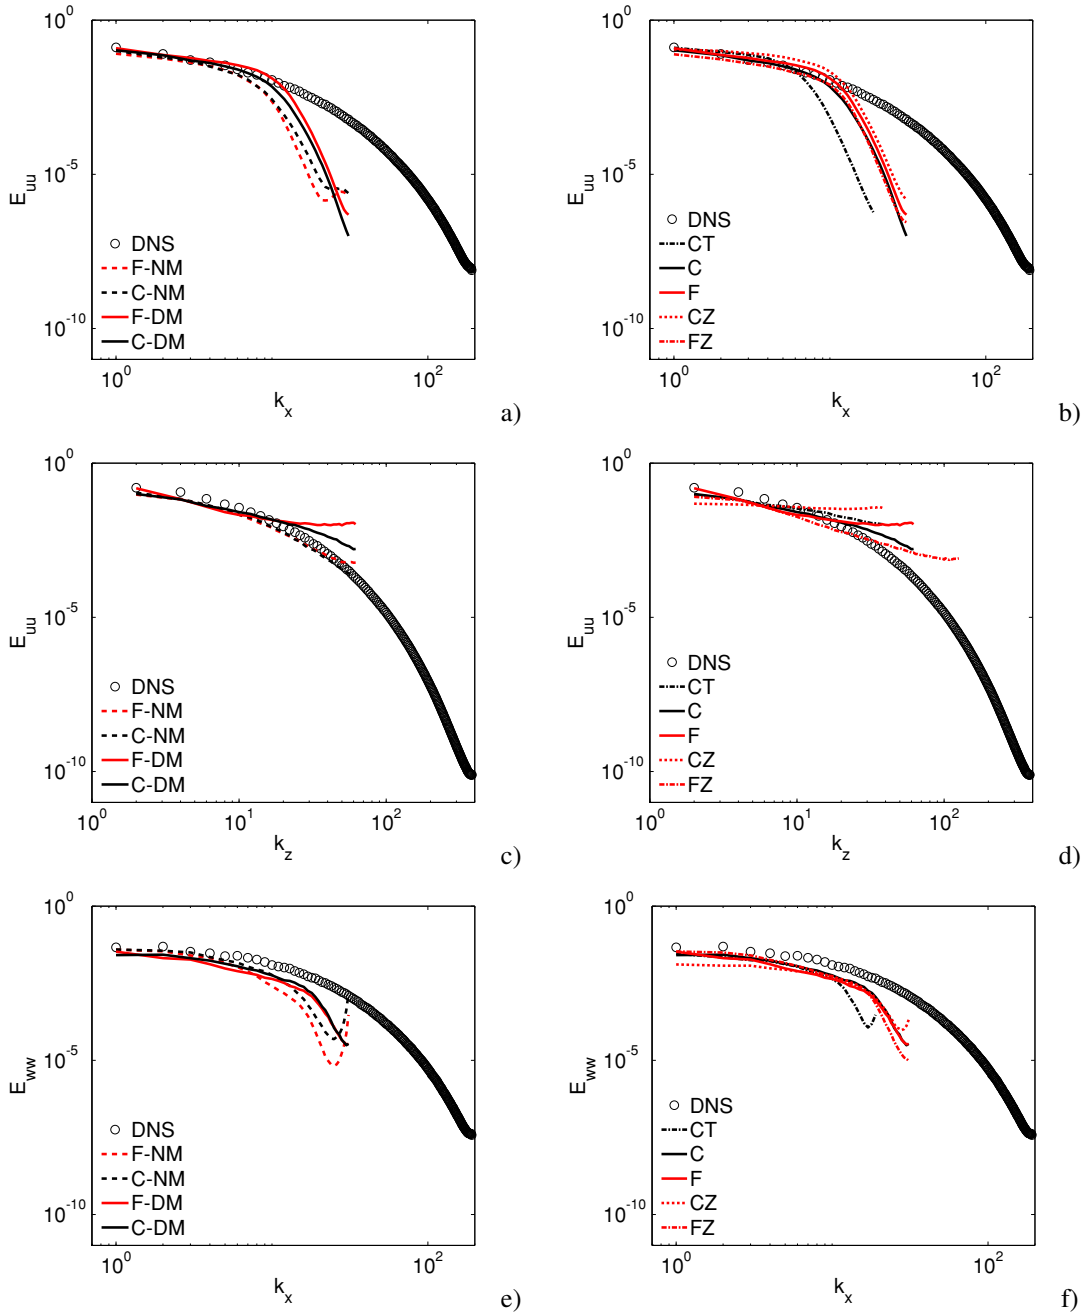 10^0
10^-5
10^-10
E_uu
DNS
F-NM
C-NM
F-DM
C-DM
10^0
10^2
k_x
a)
10^0
10^-5
10^-10
E_uu
DNS
CT
C
F
CZ
FZ
10^0
10^2
k_x
b)
10^0
10^-5
10^-10
E_uu
DNS
F-NM
C-NM
F-DM
C-DM
10^0
10^1
10^2
k_z
c)
10^0
10^-5
10^-10
E_uu
DNS
CT
C
F
CZ
FZ
10^0
10^1
10^2
k_z
d)
10^0
10^-5
10^-10
E_ww
DNS
F-NM
C-NM
F-DM
C-DM
10^0
10^2
k_x
e)
10^0
10^-5
10^-10
E_ww
DNS
CT
C
F
CZ
FZ
10^0
10^2
k_x
f)